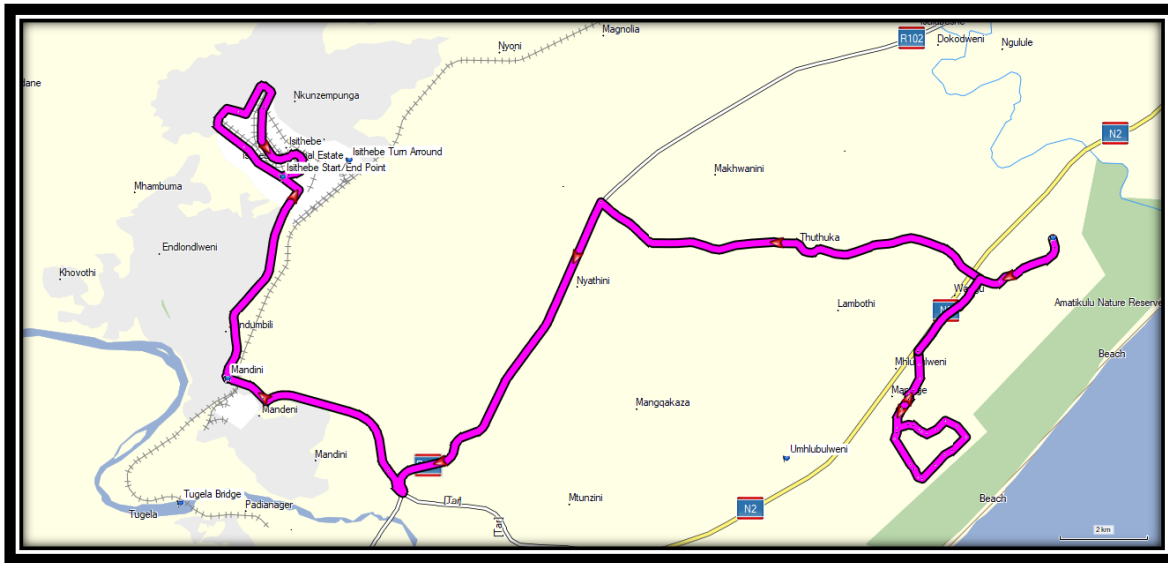 Magnolia
R102
Dokodweni
Ngulule
Nyoni
Nkunzempunga
N2
Isithebe
Isithebe Turn Arround
Isithebe Start/End Point
Makhwanini
Mhambuma
Thuthuka
Endlondlweni
Khovothi
Nyathini
Lambothi
Amatikulu Nature Reserve
Beach
Mandini
Mhlubulweni
Mangqakaza
Mandeni
Mandini
Umhlubulweni
Tugela Bridge
Padianager
Tugela
[Tar]
[Tar]
Mtunzini
N2
Beach
2 km